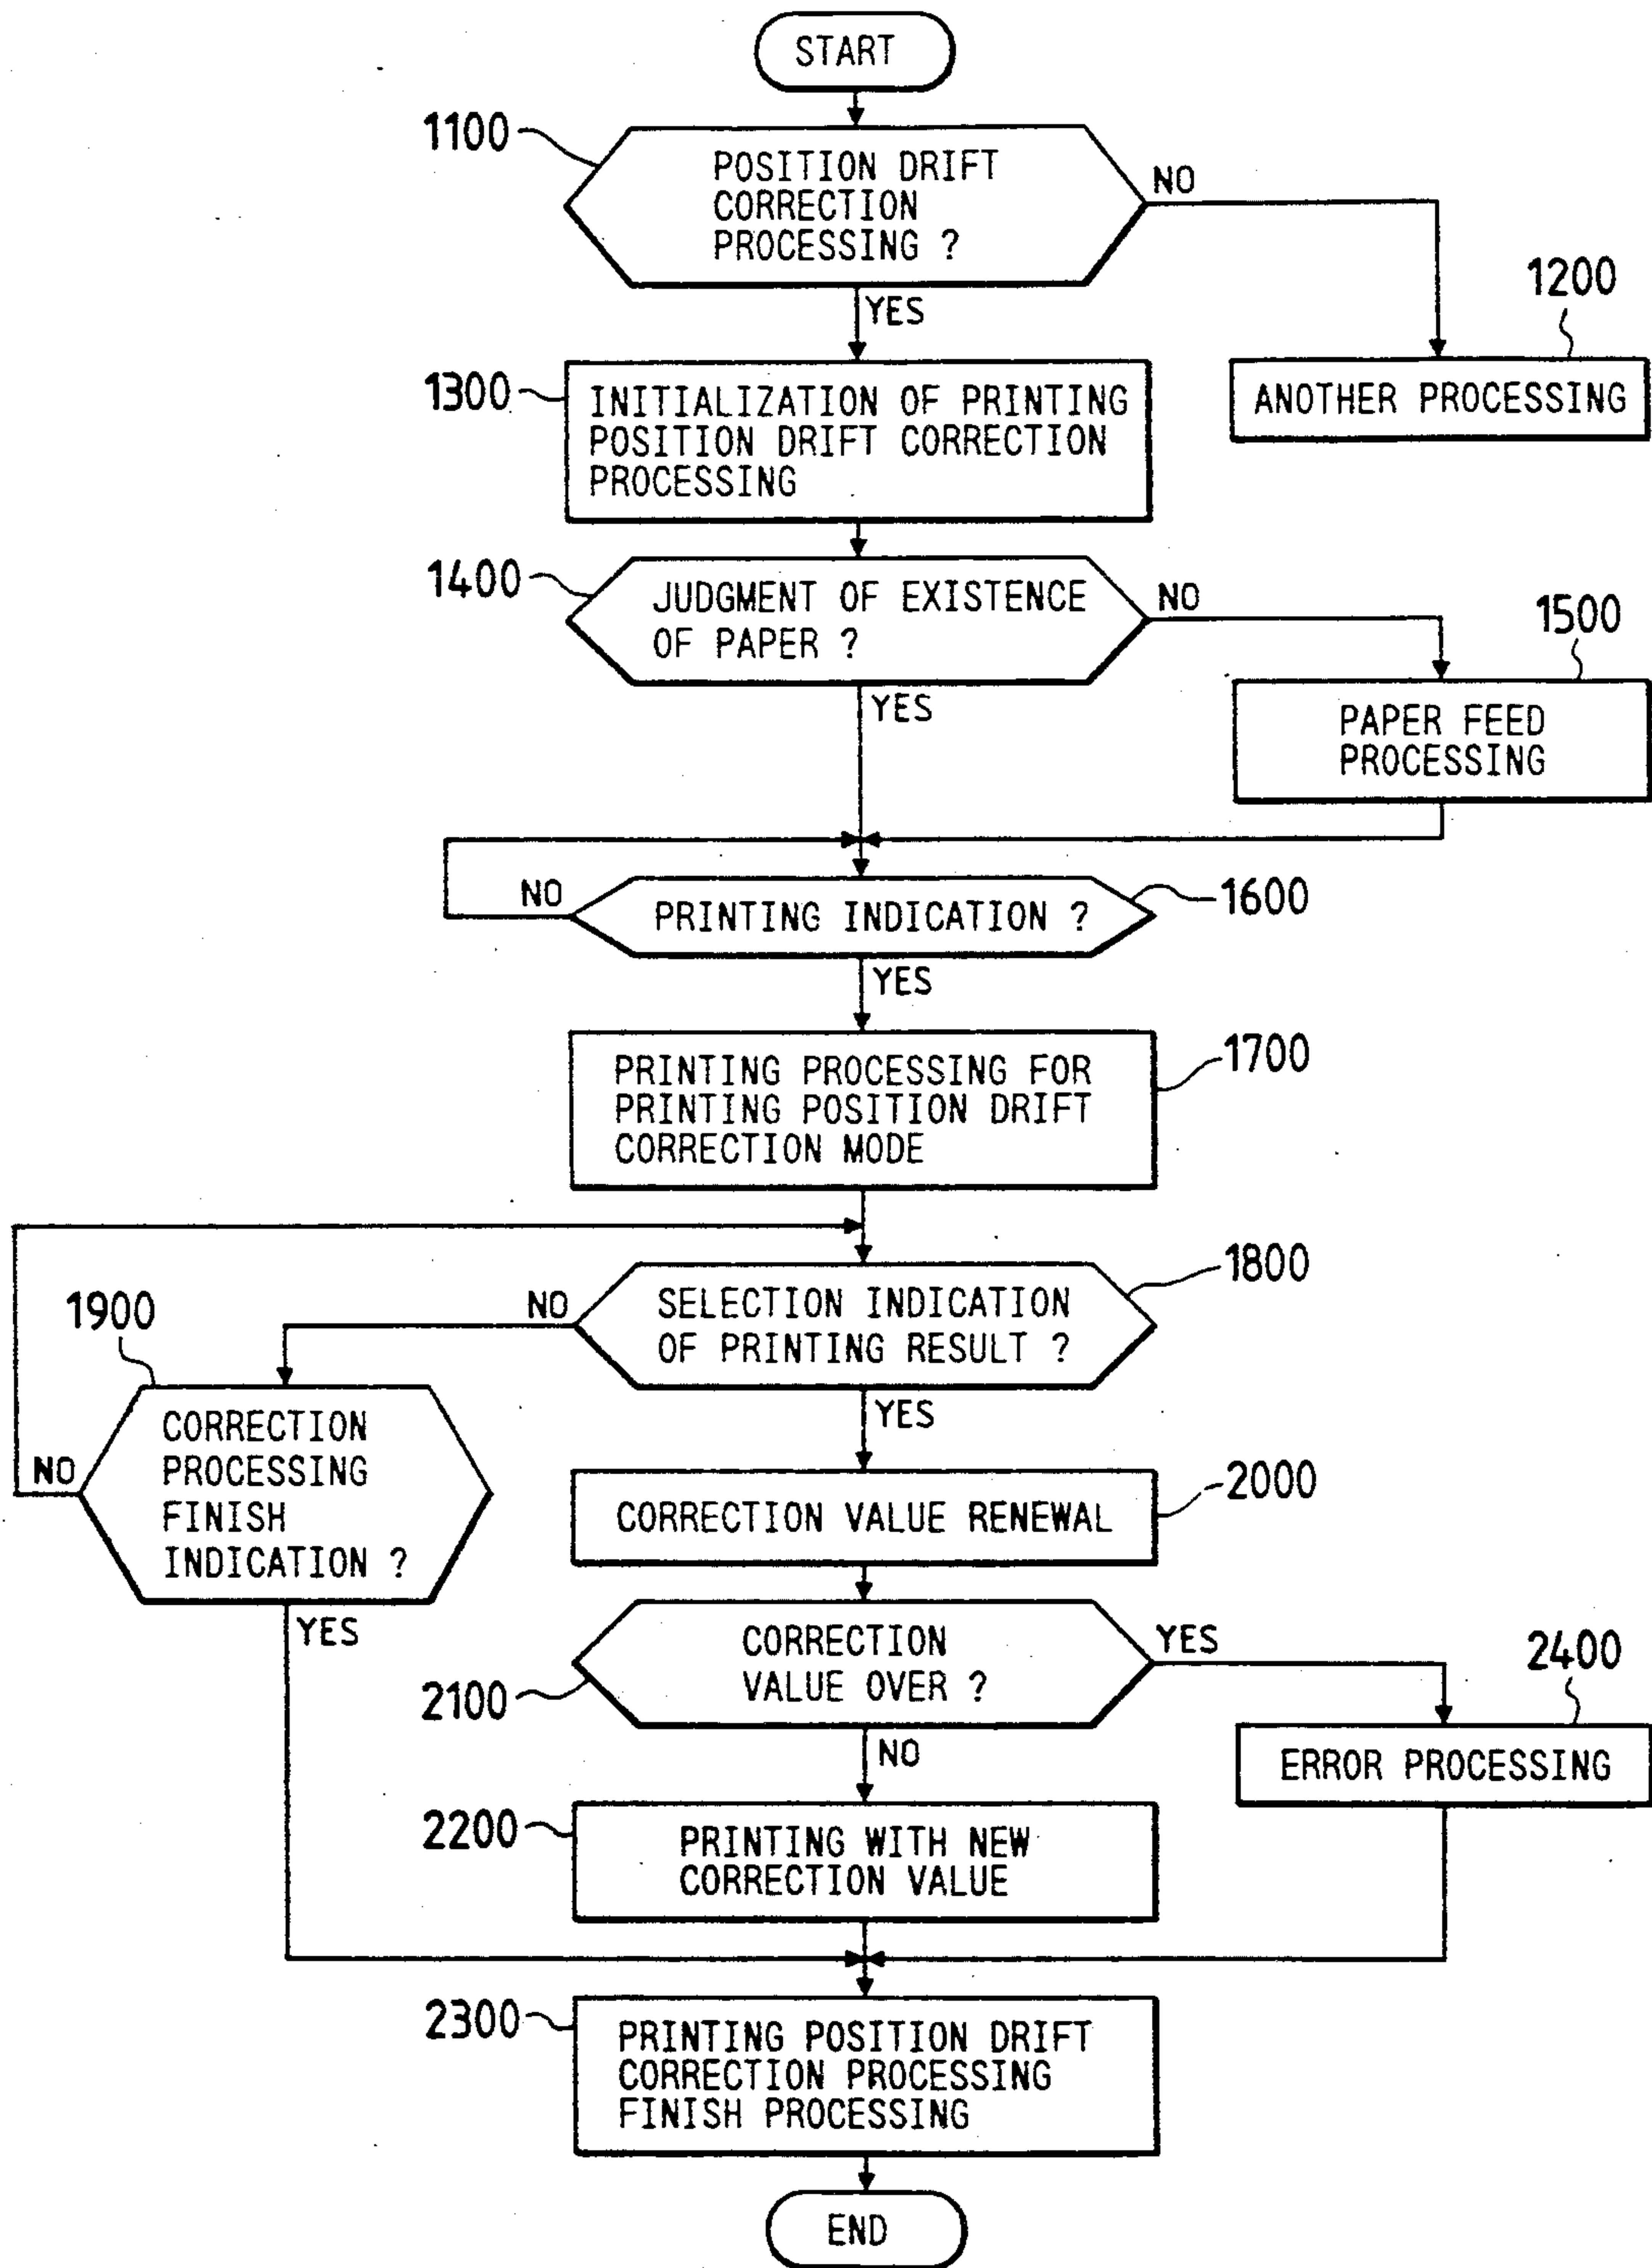 START
1100
POSITION DRIFT
CORRECTION
PROCESSING ?
NO
YES
1200
ANOTHER PROCESSING
1300
INITIALIZATION OF PRINTING
POSITION DRIFT CORRECTION
PROCESSING
1400
JUDGMENT OF EXISTENCE
OF PAPER ?
NO
YES
1500
PAPER FEED
PROCESSING
NO
PRINTING INDICATION ?
1600
YES
PRINTING PROCESSING FOR
PRINTING POSITION DRIFT
CORRECTION MODE
1700
1800
SELECTION INDICATION
OF PRINTING RESULT ?
NO
YES
1900
CORRECTION
PROCESSING
FINISH
INDICATION ?
NO
YES
CORRECTION VALUE RENEWAL
2000
CORRECTION
VALUE OVER ?
2100
YES
NO
2400
ERROR PROCESSING
2200
PRINTING WITH NEW
CORRECTION VALUE
2300
PRINTING POSITION DRIFT
CORRECTION PROCESSING
FINISH PROCESSING
END